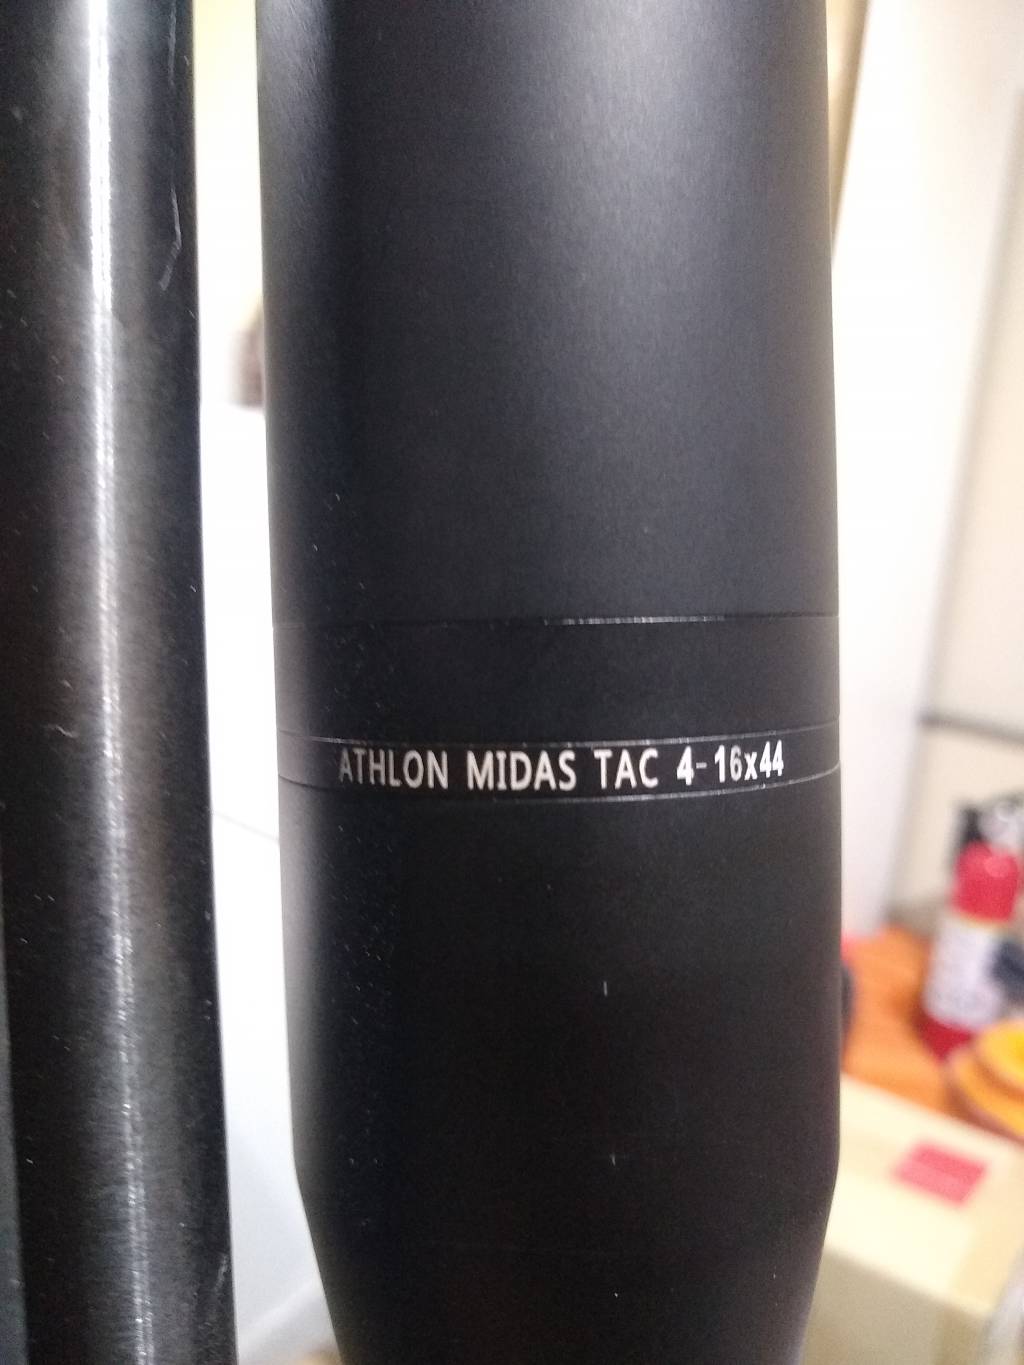 ATHLON MIDAS TAC 4-16x44